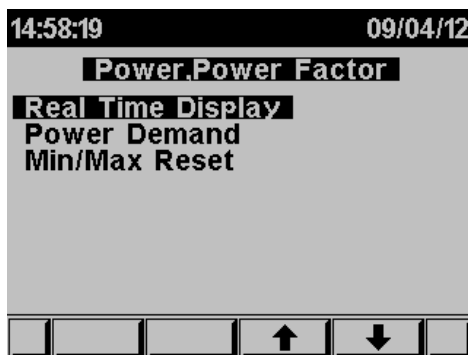 14:58:19 09/04/12
Power,Power Factor
Real Time Display
Power Demand
Min/Max Reset